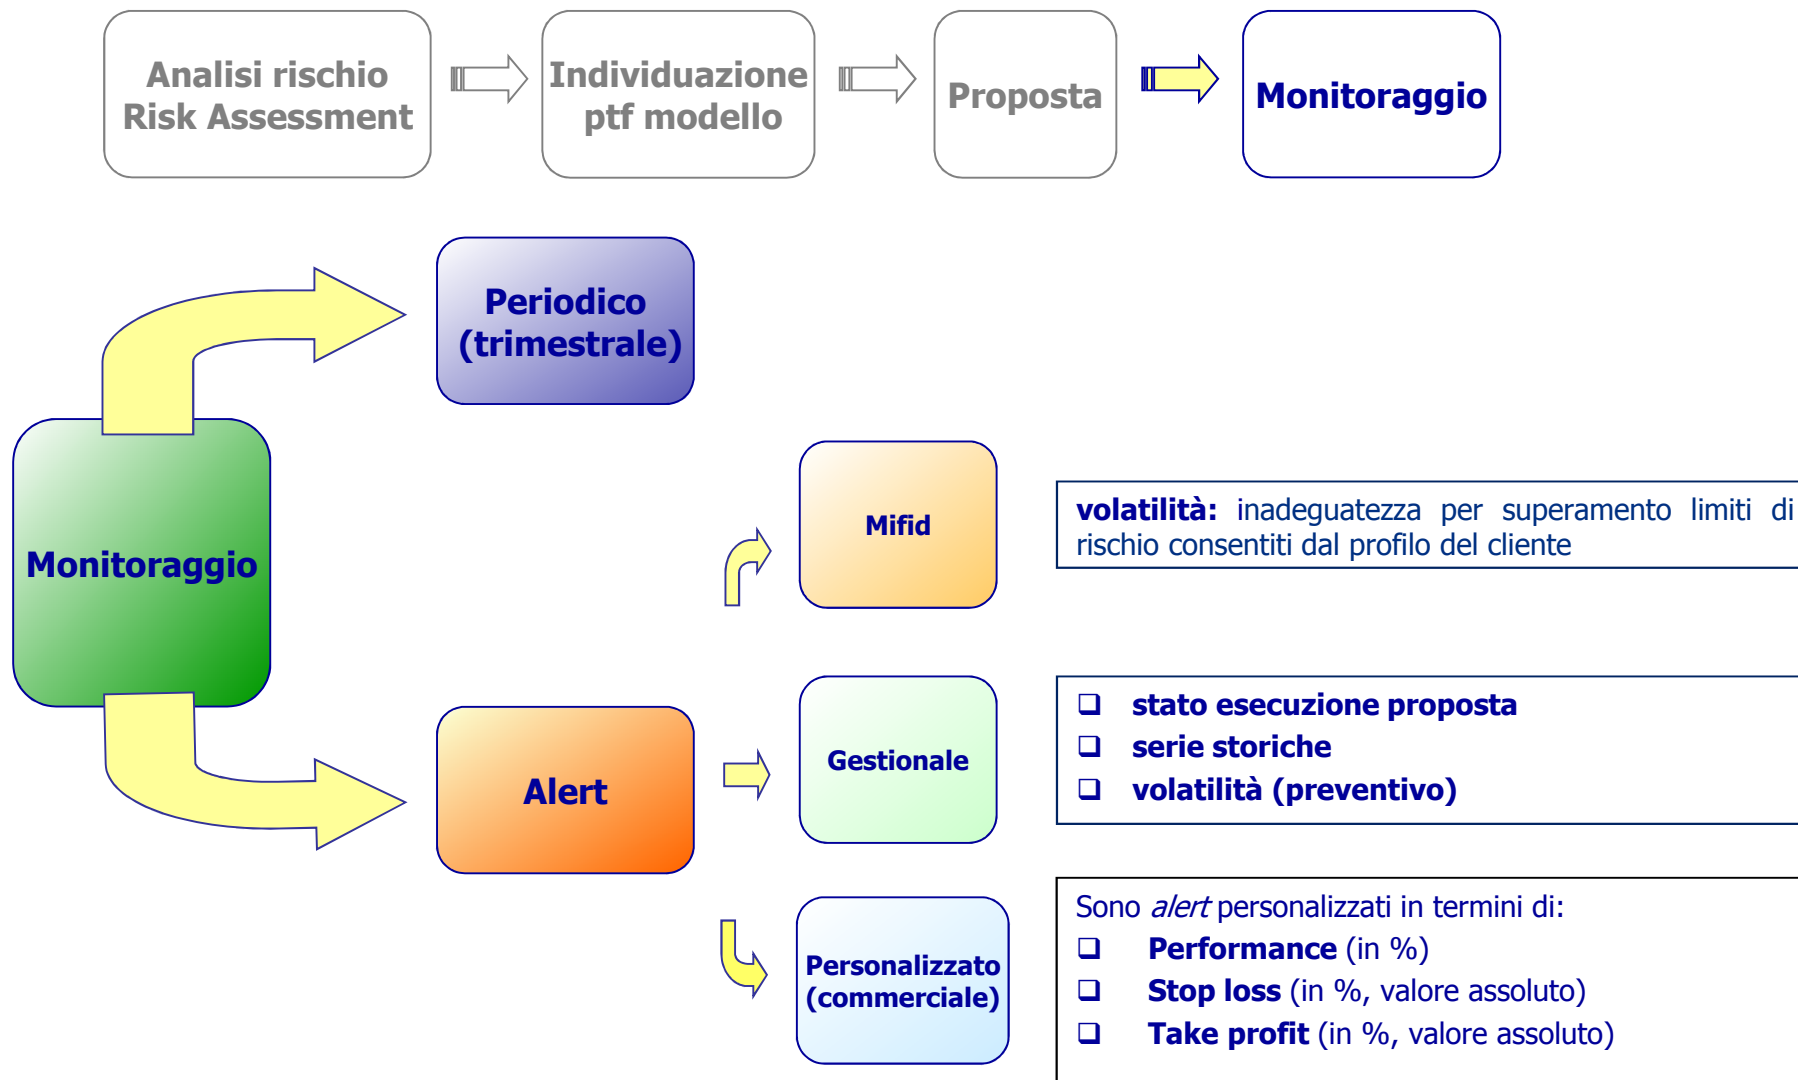 Analisi rischio
Risk Assessment
Individuazione
ptf modello
Proposta
Monitoraggio
Periodico
(trimestrale)
Monitoraggio
Mifid
volatilità: inadeguatezza per superamento limiti di
rischio consentiti dal profilo del cliente
Alert
Gestionale
❑ stato esecuzione proposta
❑ serie storiche
❑ volatilità (preventivo)
Personalizzato
(commerciale)
Sono alert personalizzati in termini di:
❑ Performance (in %)
❑ Stop loss (in %, valore assoluto)
❑ Take profit (in %, valore assoluto)